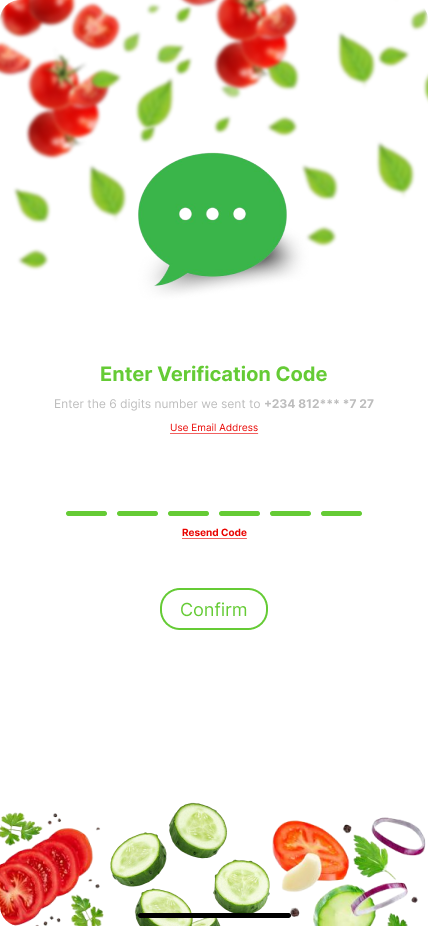 Enter Verification Code
Enter the 6 digits number we sent to +234 812*** *7 27
Use Email Address
Resend Code
Confirm